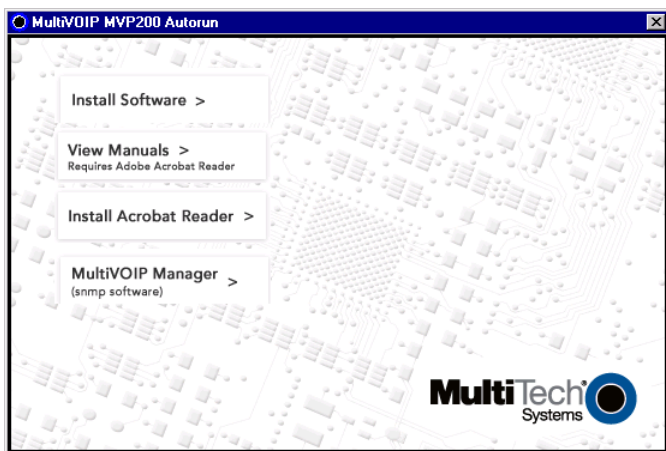 MultiVOIP MVP200 Autorun
Install Software >
View Manuals >
Requires Adobe Acrobat Reader
Install Acrobat Reader >
MultiVOIP Manager >
(snmp software)
MultiTech®
Systems